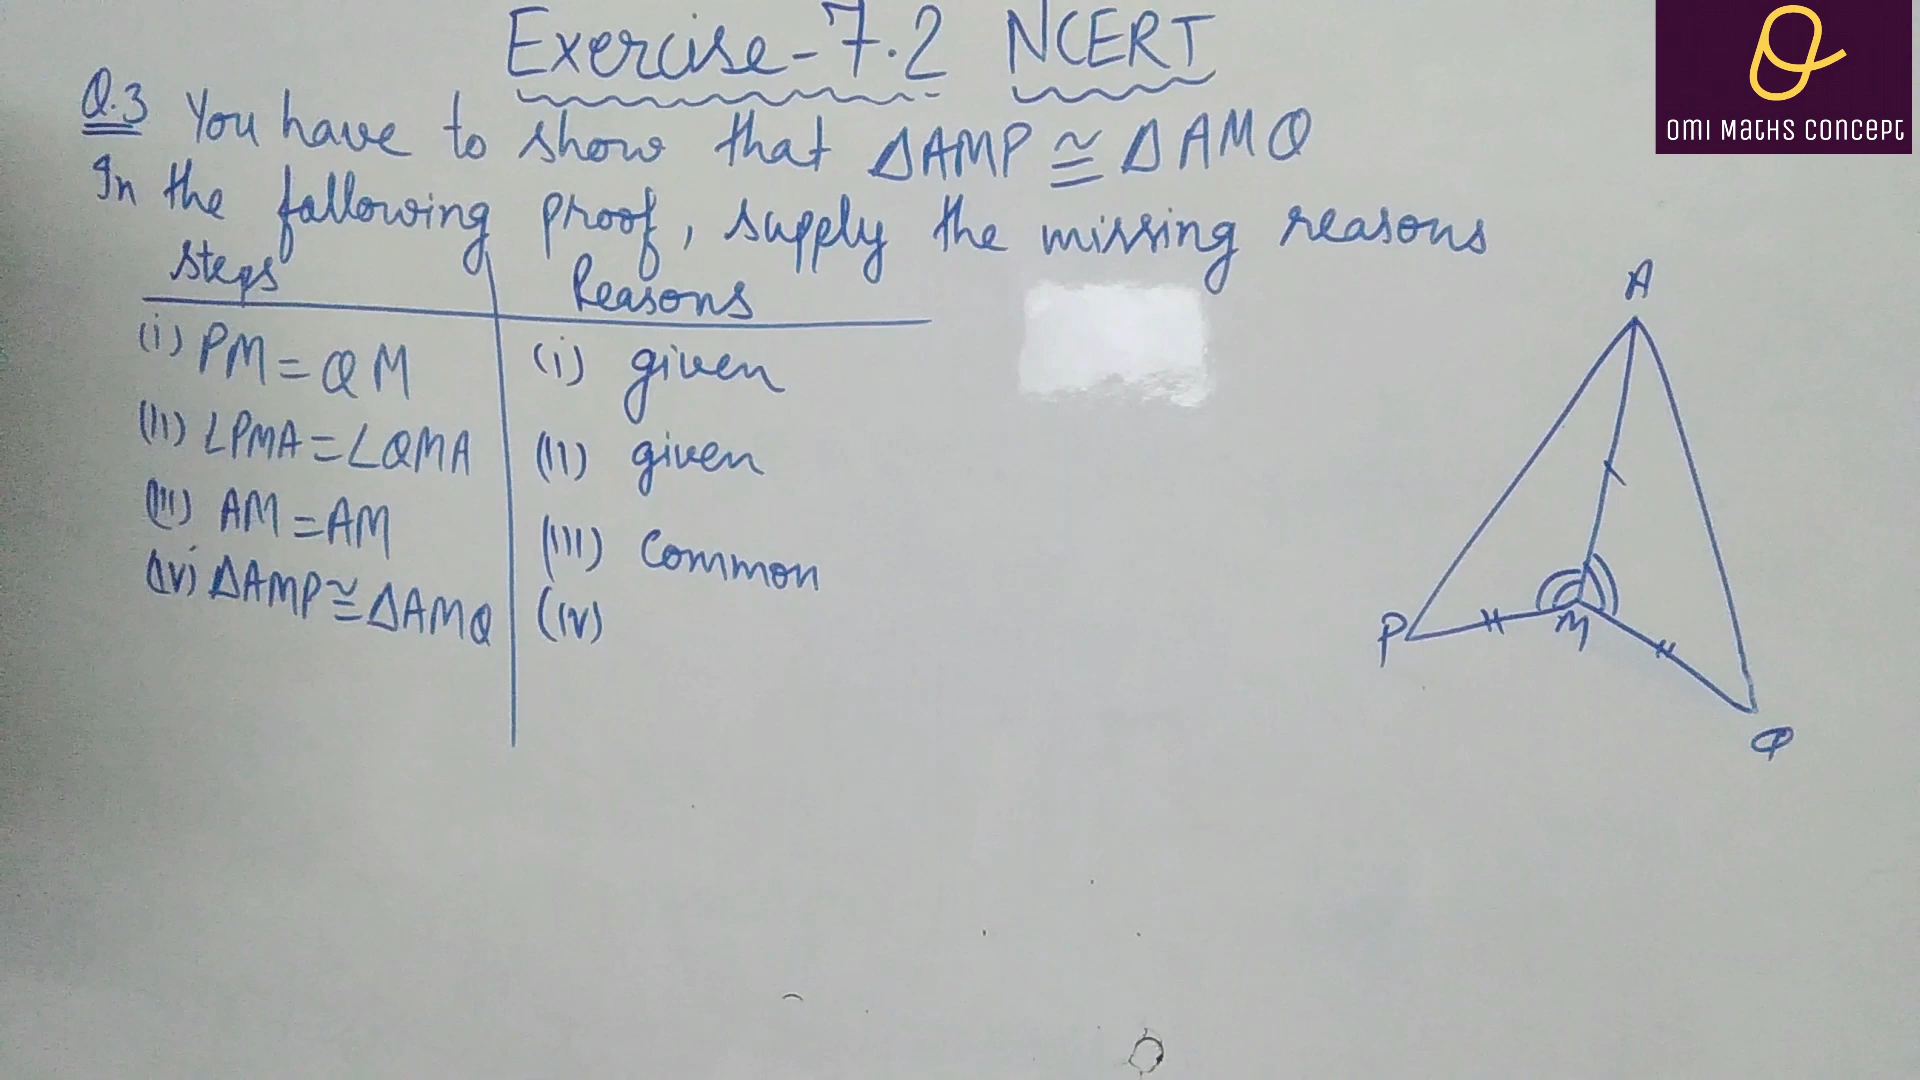 Exercise-7.2 NCERT
OMI MATHS CONCEPT
Q.3 You have to show that ΔAMP ≅ ΔAMQ
In the following proof, supply the missing reasons
Steps Reasons
(i) PM = QM (i) given
(ii) ∠PMA = ∠QMA (ii) given
(iii) AM = AM (iii) Common
(iv) ΔAMP ≅ ΔAMQ (iv)
A
P
M
Q